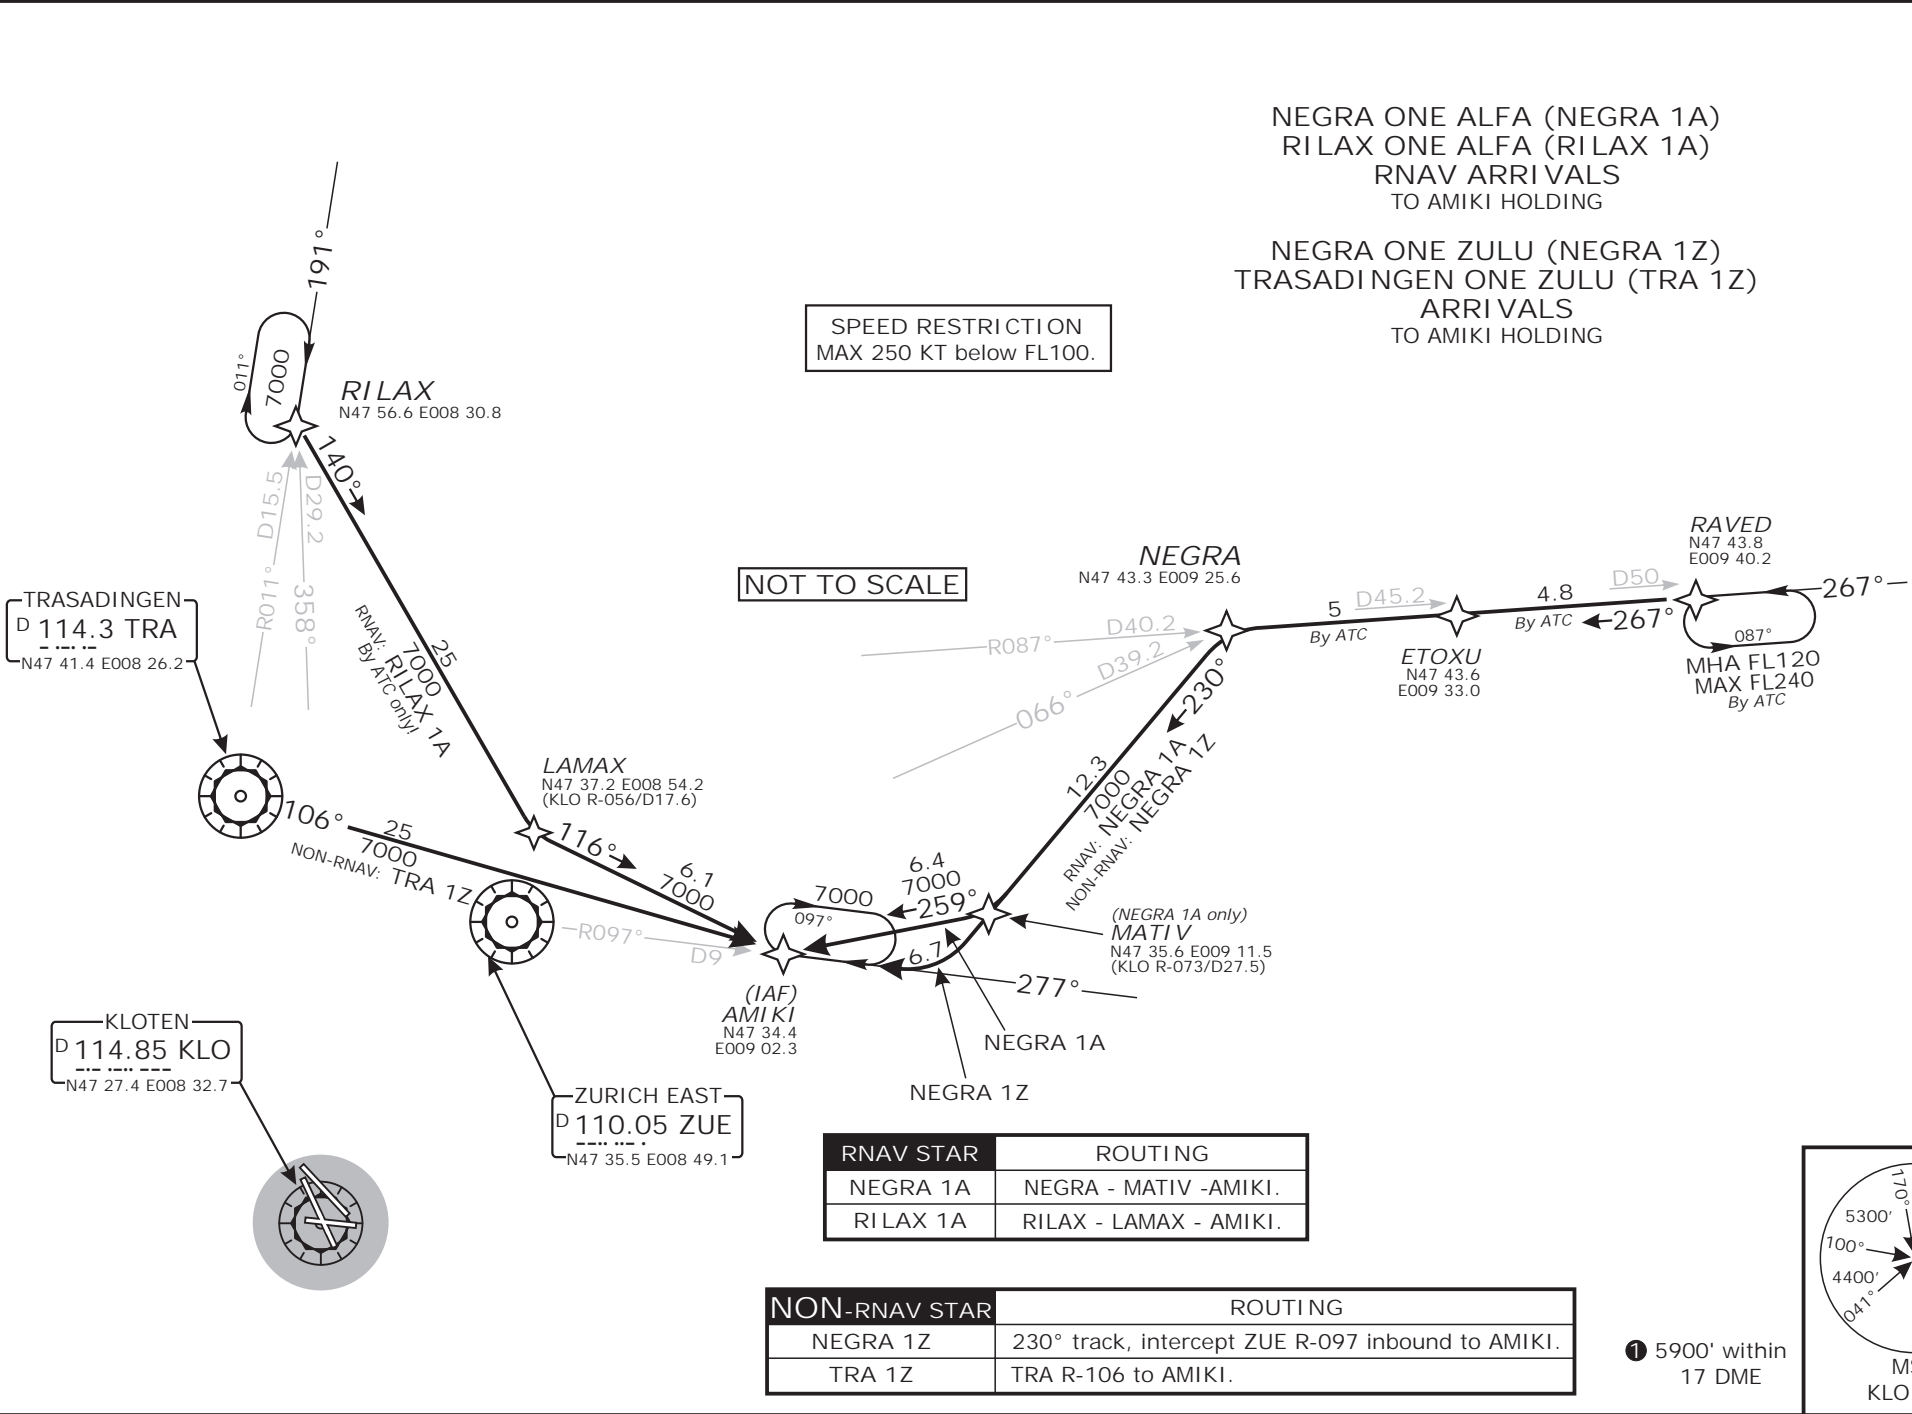 NEGRA ONE ALFA (NEGRA 1A)
RILAX ONE ALFA (RILAX 1A)
RNAV ARRIVALS
TO AMIKI HOLDING
NEGRA ONE ZULU (NEGRA 1Z)
TRASADINGEN ONE ZULU (TRA 1Z)
ARRIVALS
TO AMIKI HOLDING
SPEED RESTRICTION
MAX 250 KT below FL100.
191°
011°
7000
RILAX
N47 56.6 E008 30.8
140°
D15.5
R011°
D29.2
358°
TRASADINGEN
D 114.3 TRA
N47 41.4 E008 26.2
25
7000
RNAV: RILAX 1A
By ATC only!
NOT TO SCALE
NEGRA
N47 43.3 E009 25.6
R087° D40.2
066° D39.2
230°
5
By ATC
D45.2
ETOXU
N47 43.6
E009 33.0
4.8
By ATC
267°
D50
RAVED
N47 43.8
E009 40.2
267°
087°
MHA FL120
MAX FL240
By ATC
12.3
7000
RNAV: NEGRA 1A
NON-RNAV: NEGRA 1Z
LAMAX
N47 37.2 E008 54.2
(KLO R-056/D17.6)
116°
6.1
7000
106°
25
7000
NON-RNAV: TRA 1Z
R097° D9
7000
097°
6.4
7000
259°
6.7
277°
(NEGRA 1A only)
MATIV
N47 35.6 E009 11.5
(KLO R-073/D27.5)
(IAF)
AMIKI
N47 34.4
E009 02.3
NEGRA 1A
NEGRA 1Z
KLOTEN
D 114.85 KLO
N47 27.4 E008 32.7
ZURICH EAST
D 110.05 ZUE
N47 35.5 E008 49.1
RNAV STAR ROUTING
NEGRA 1A NEGRA - MATIV -AMIKI.
RILAX 1A RILAX - LAMAX - AMIKI.
NON-RNAV STAR ROUTING
NEGRA 1Z 230° track, intercept ZUE R-097 inbound to AMIKI.
TRA 1Z TRA R-106 to AMIKI.
1 5900' within
17 DME
170°
5300'
100°
4400'
041°
KLO